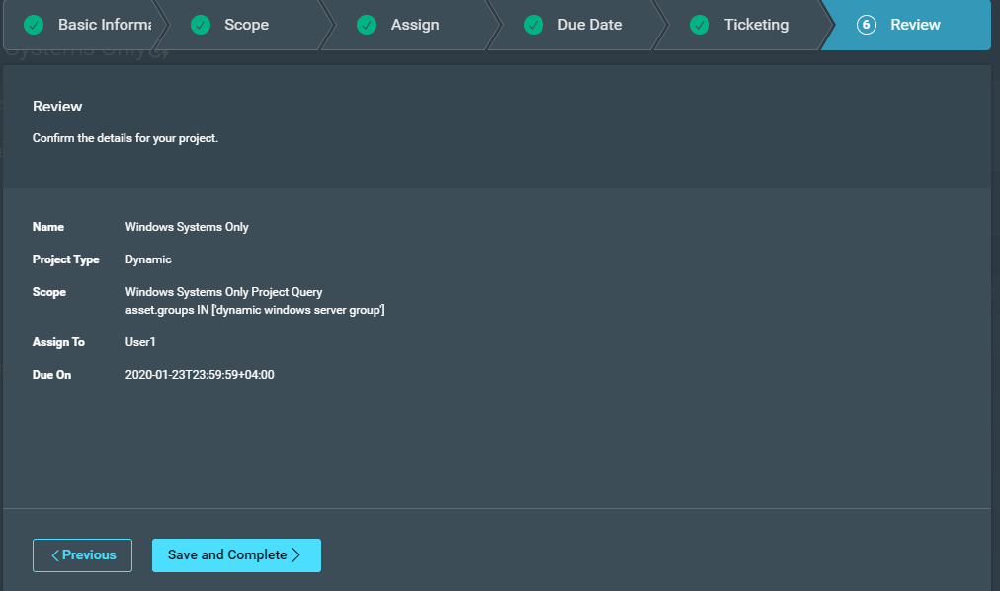 Basic Informa
Scope
Assign
Due Date
Ticketing
6 Review
Systems Only
Review
Confirm the details for your project.
Name Windows Systems Only
Project Type Dynamic
Scope Windows Systems Only Project Query
asset.groups IN ['dynamic windows server group']
Assign To User1
Due On 2020-01-23T23:59:59+04:00
Previous
Save and Complete